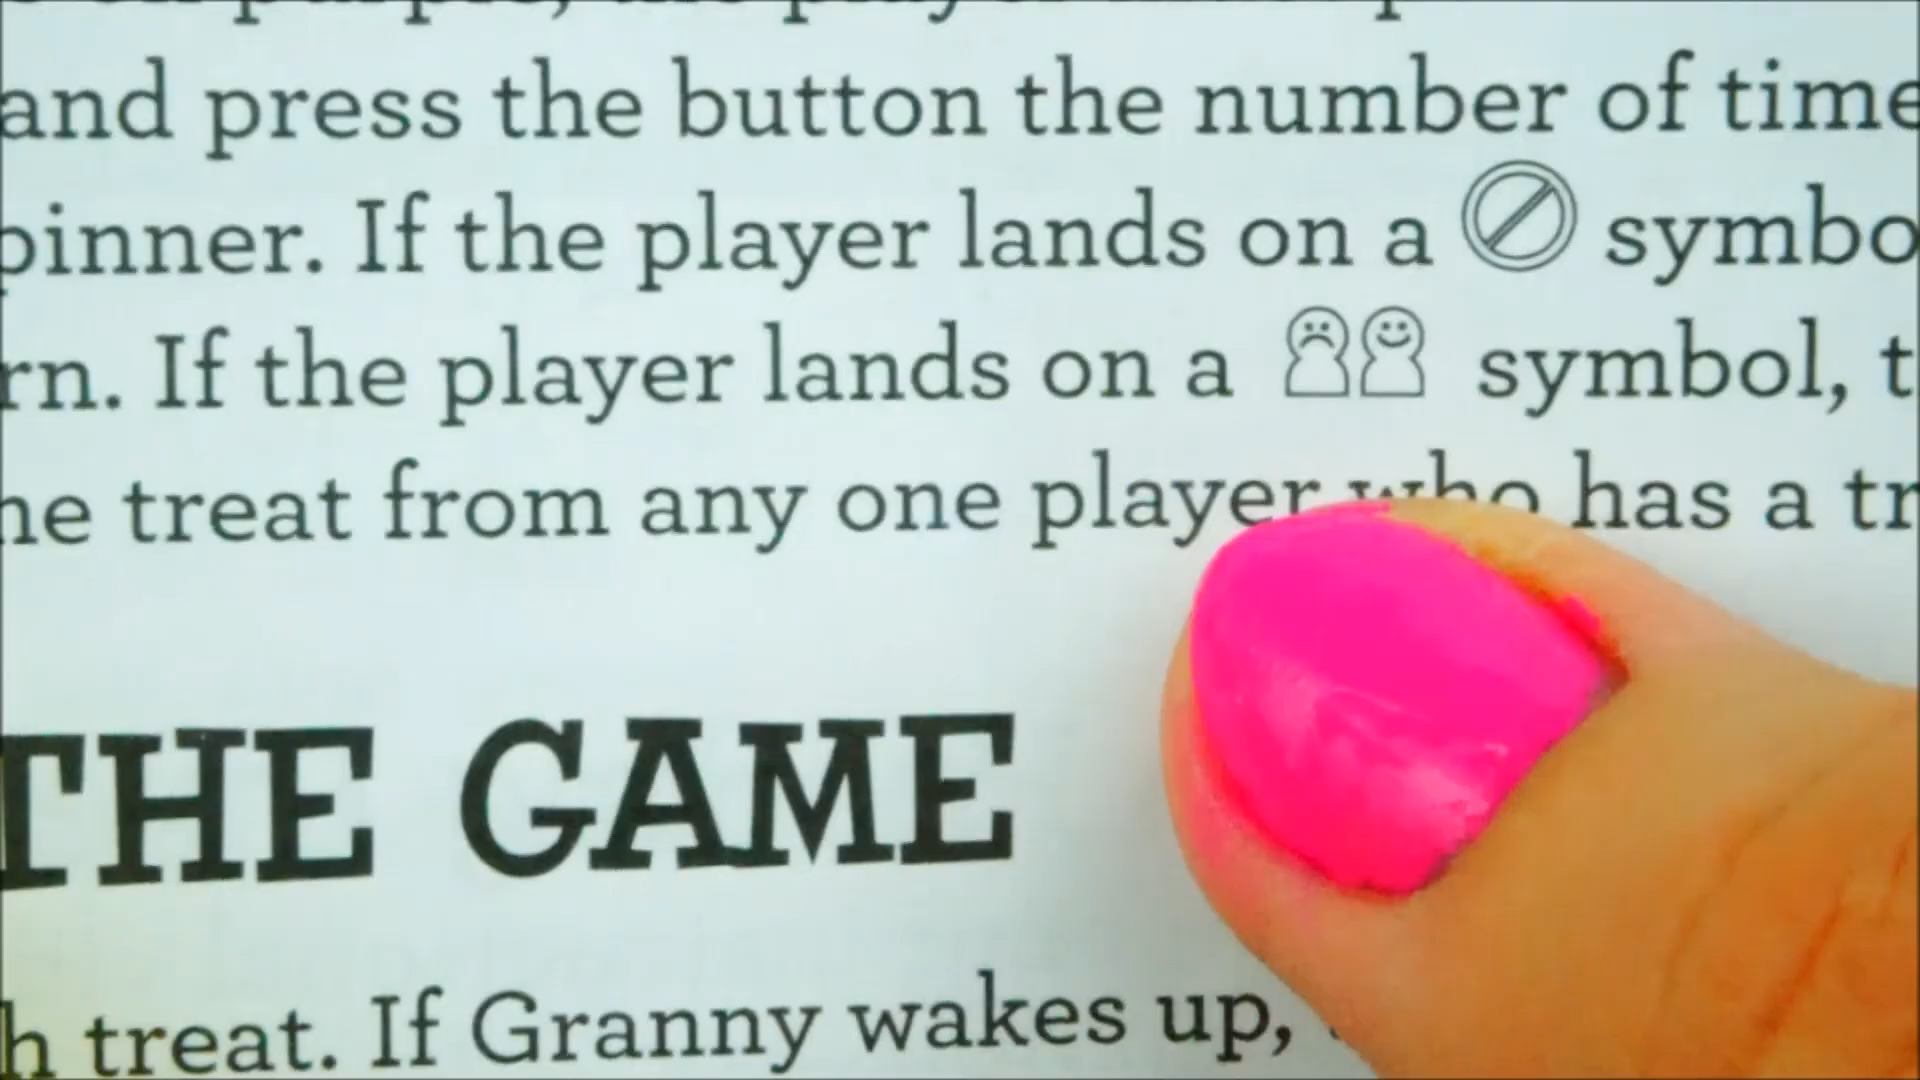 and press the button the number of time
pinner. If the player lands on a symbo
rn. If the player lands on a symbol, t
he treat from any one player who has a tr
THE GAME
h treat. If Granny wakes up,